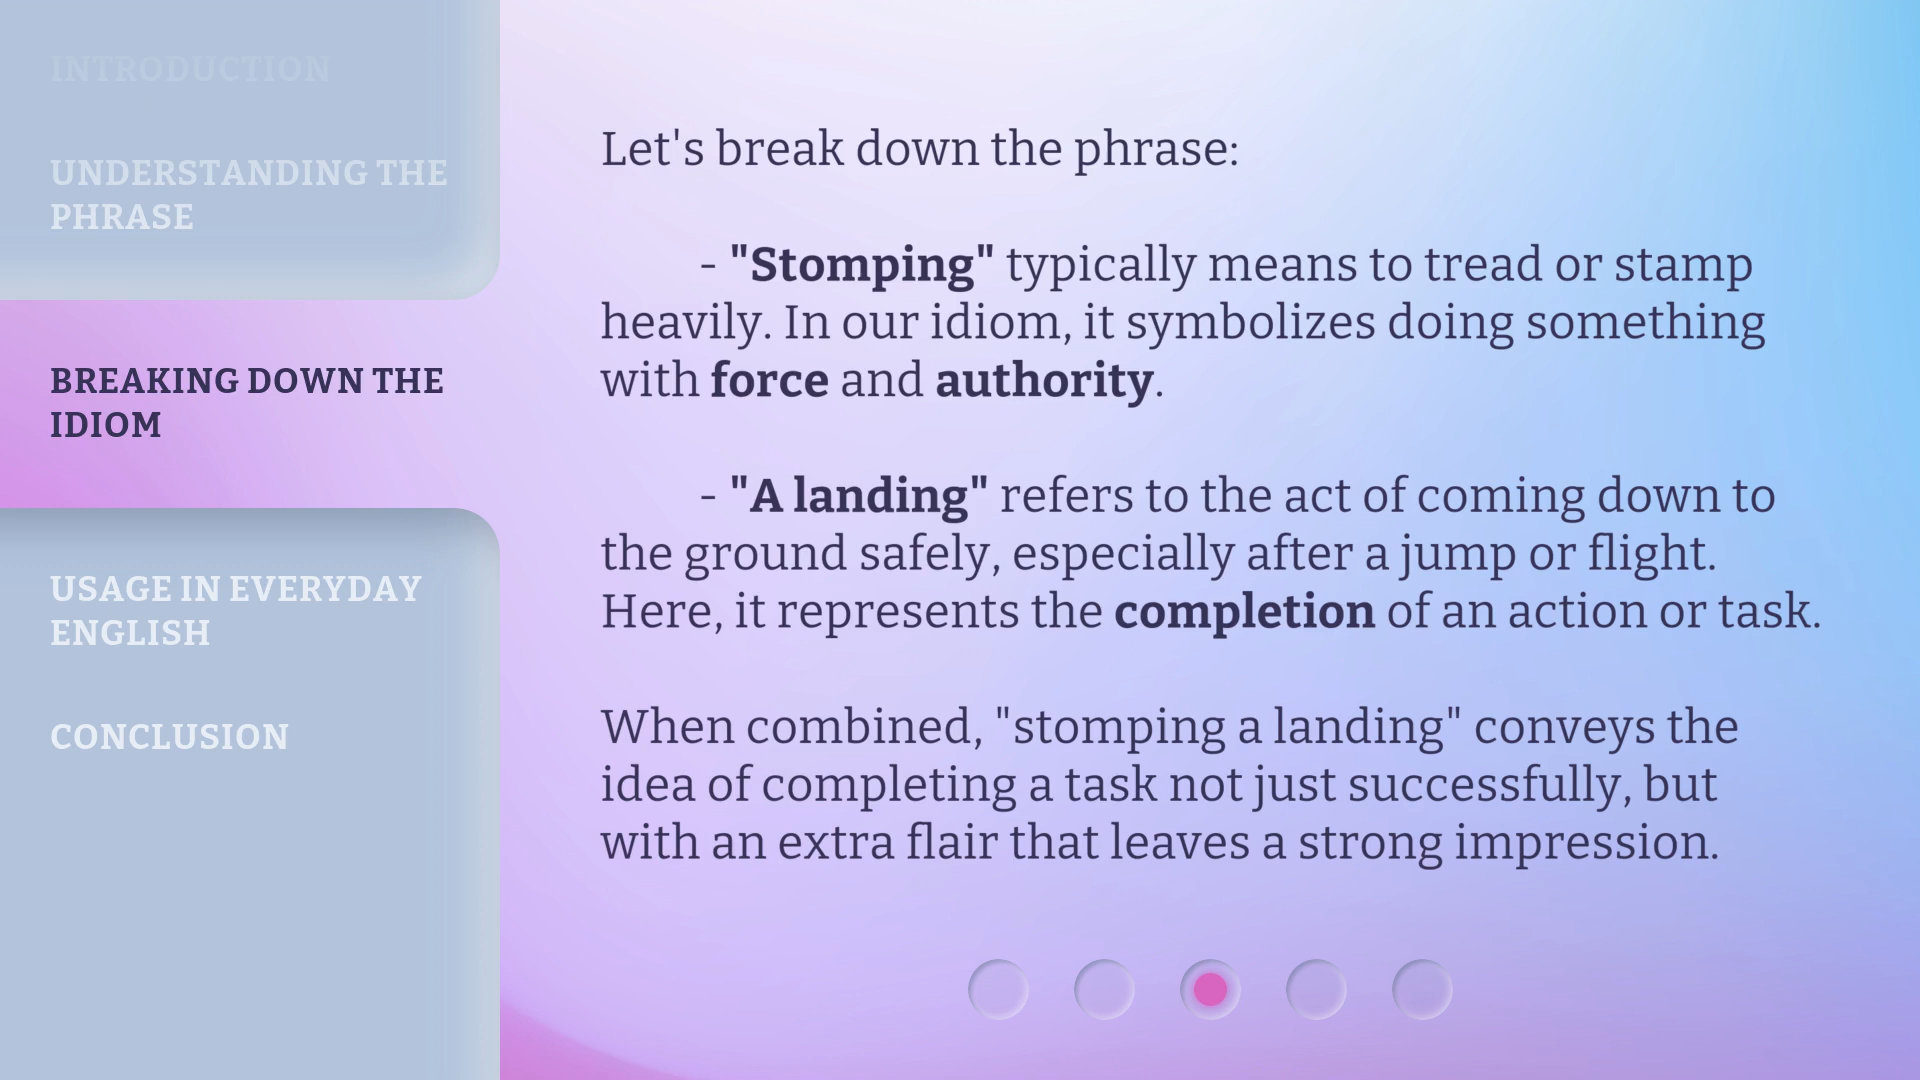 INTRODUCTION
UNDERSTANDING THE
PHRASE
BREAKING DOWN THE
IDIOM
USAGE IN EVERYDAY
ENGLISH
CONCLUSION
Let's break down the phrase:
- "Stomping" typically means to tread or stamp
heavily. In our idiom, it symbolizes doing something
with force and authority.
- "A landing" refers to the act of coming down to
the ground safely, especially after a jump or flight.
Here, it represents the completion of an action or task.
When combined, "stomping a landing" conveys the
idea of completing a task not just successfully, but
with an extra flair that leaves a strong impression.